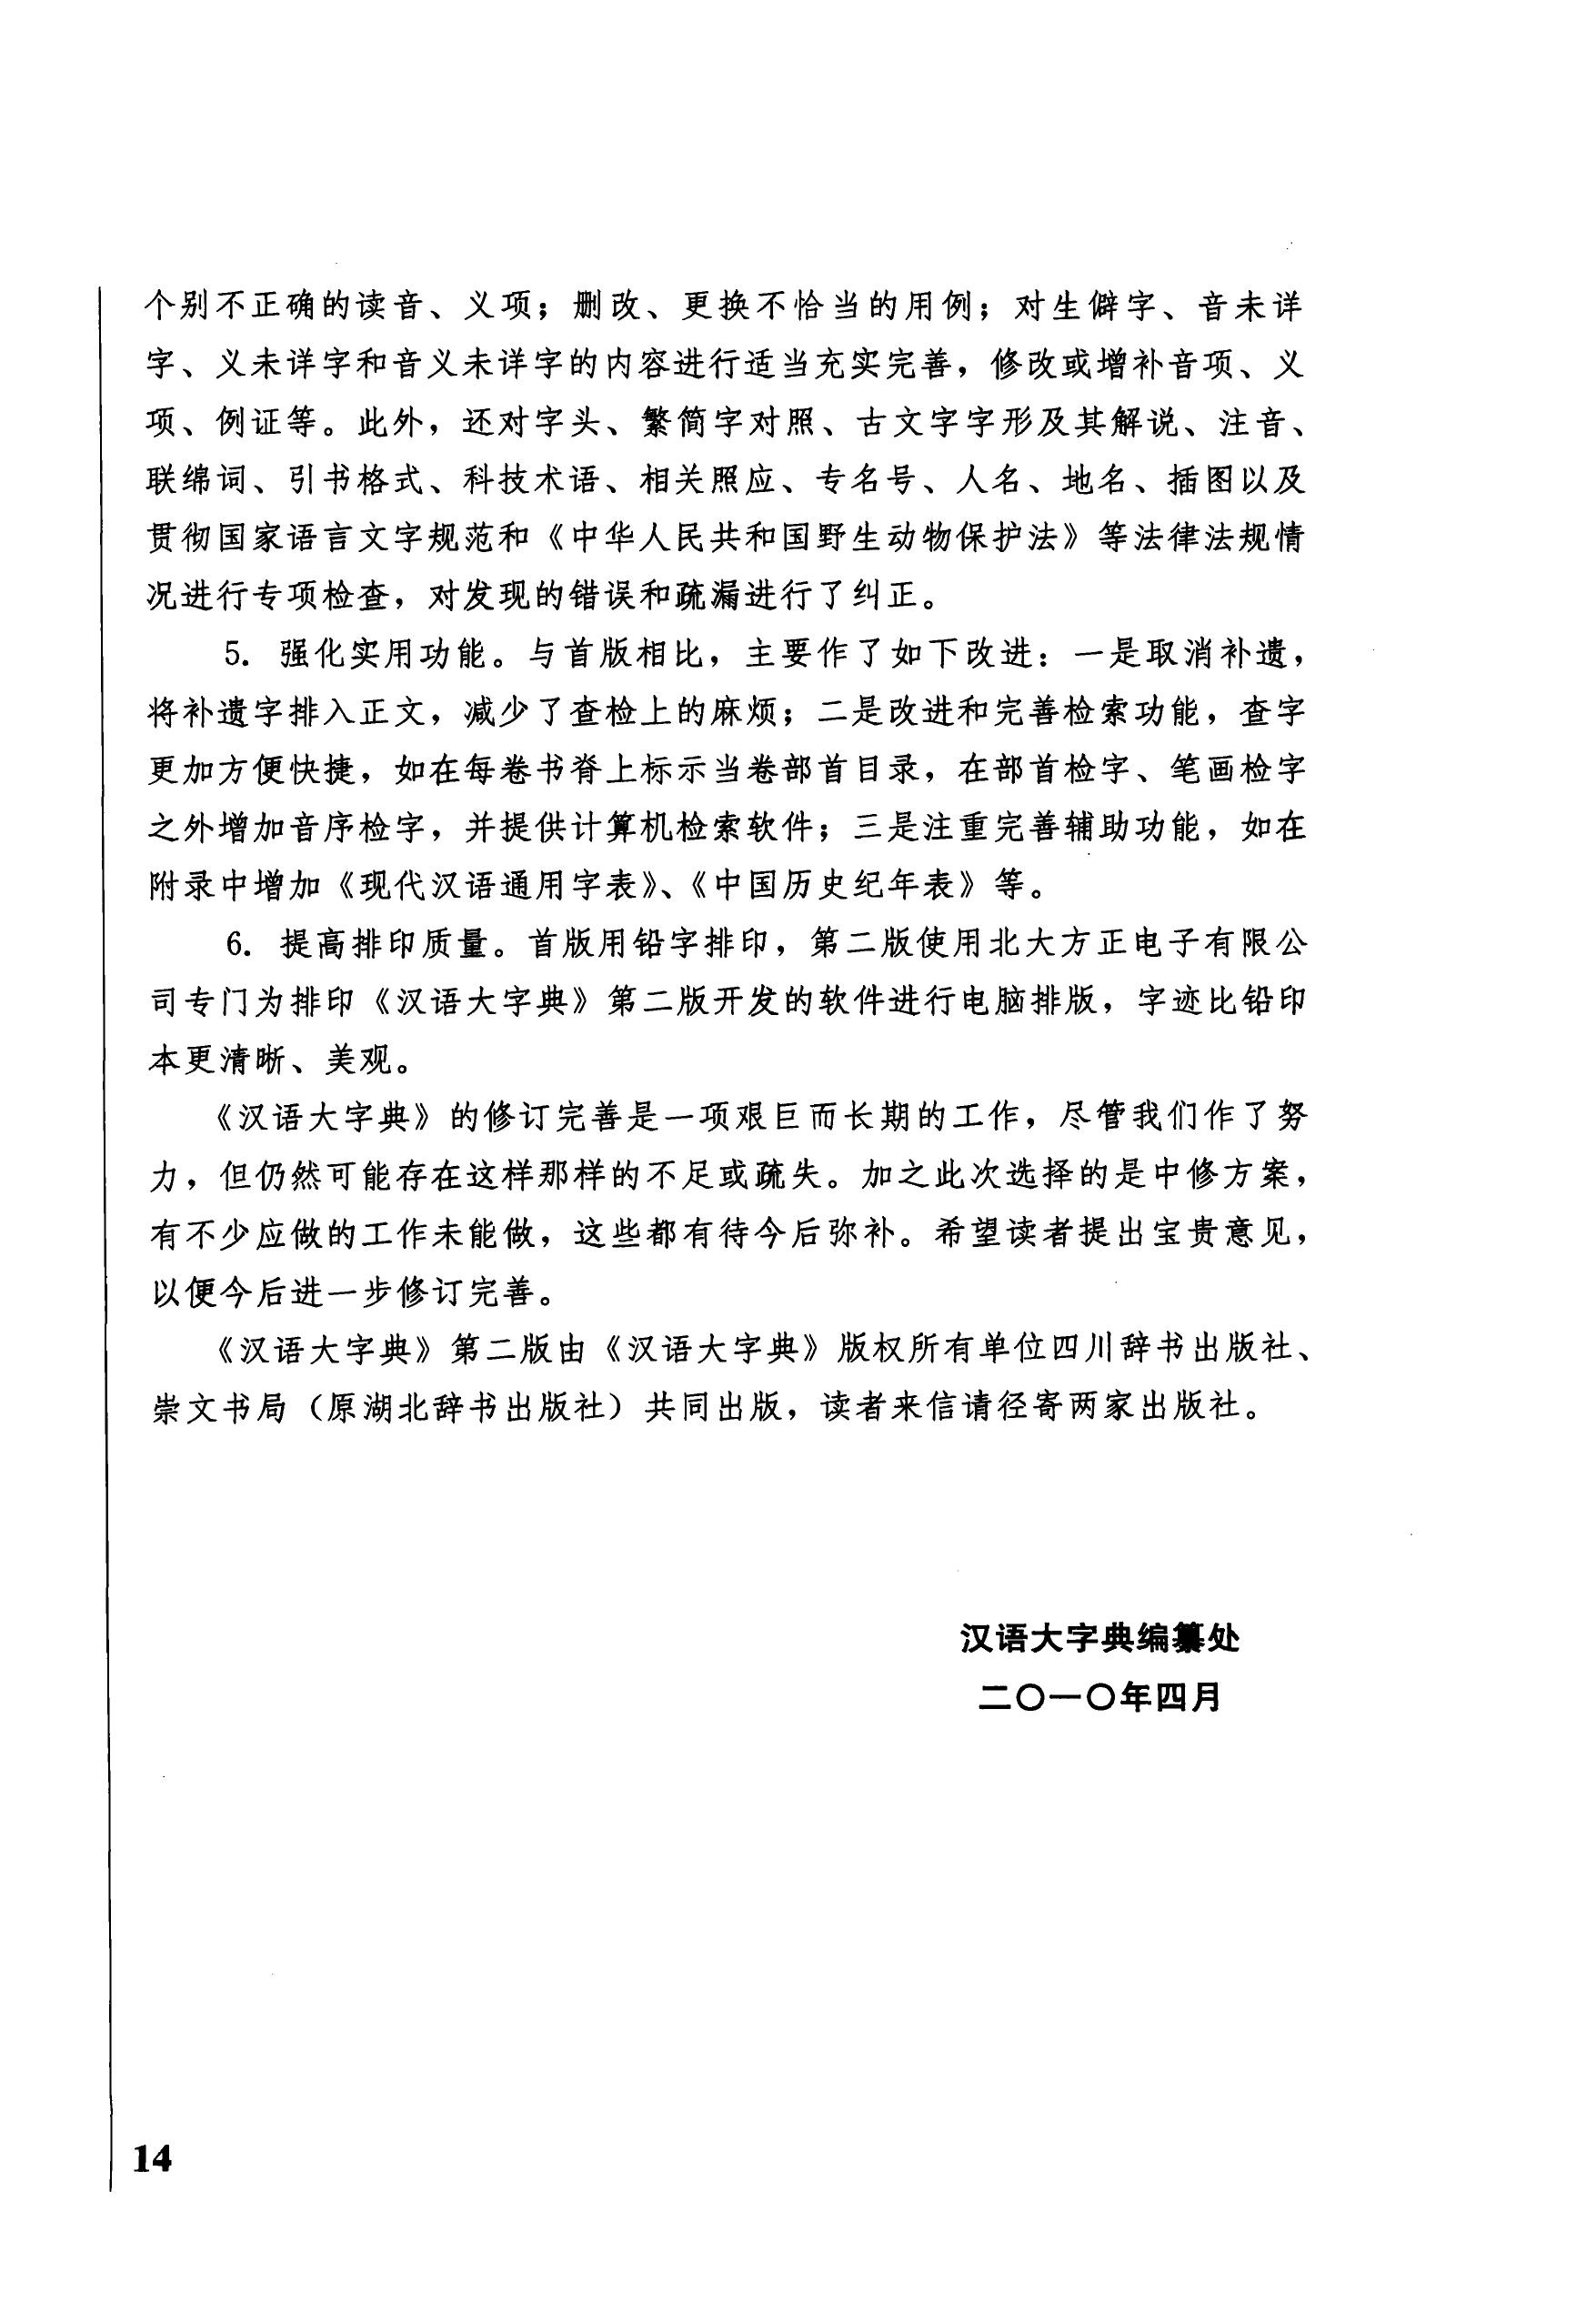 个别不正确的读音、义项；删改、更换不恰当的用例；对生僻字、音未详
字、义未详字和音义未详字的内容进行适当充实完善，修改或增补音项、义
项、例证等。此外，还对字头、繁简字对照、古文字字形及其解说、注音、
联绵词、引书格式、科技术语、相关照应、专名号、人名、地名、插图以及
贯彻国家语言文字规范和《中华人民共和国野生动物保护法》等法律法规情
况进行专项检查，对发现的错误和疏漏进行了纠正。
5. 强化实用功能。与首版相比，主要作了如下改进：一是取消补遗，
将补遗字排入正文，减少了查检上的麻烦；二是改进和完善检索功能，查字
更加方便快捷，如在每卷书脊上标示当卷部首目录，在部首检字、笔画检字
之外增加音序检字，并提供计算机检索软件；三是注重完善辅助功能，如在
附录中增加《现代汉语通用字表》、《中国历史纪年表》等。
6. 提高排印质量。首版用铅字排印，第二版使用北大方正电子有限公
司专门为排印《汉语大字典》第二版开发的软件进行电脑排版，字迹比铅印
本更清晰、美观。
《汉语大字典》的修订完善是一项艰巨而长期的工作，尽管我们作了努
力，但仍然可能存在这样那样的不足或疏失。加之此次选择的是中修方案，
有不少应做的工作未能做，这些都有待今后弥补。希望读者提出宝贵意见，
以便今后进一步修订完善。
《汉语大字典》第二版由《汉语大字典》版权所有单位四川辞书出版社、
崇文书局（原湖北辞书出版社）共同出版，读者来信请径寄两家出版社。
汉语大字典编纂处
二〇一〇年四月
14